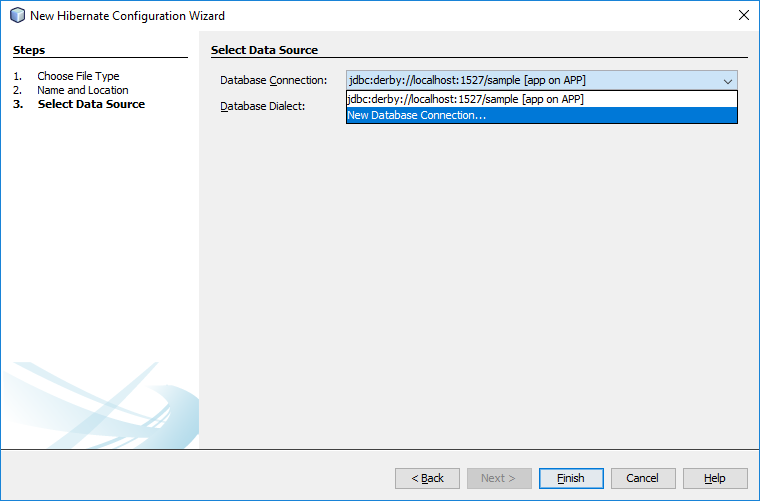 New Hibernate Configuration Wizard
Steps
1. Choose File Type
2. Name and Location
3. Select Data Source
Select Data Source
Database Connection: jdbc:derby://localhost:1527/sample [app on APP]
jdbc:derby://localhost:1527/sample [app on APP]
Database Dialect:
New Database Connection...
< Back Next > Finish Cancel Help